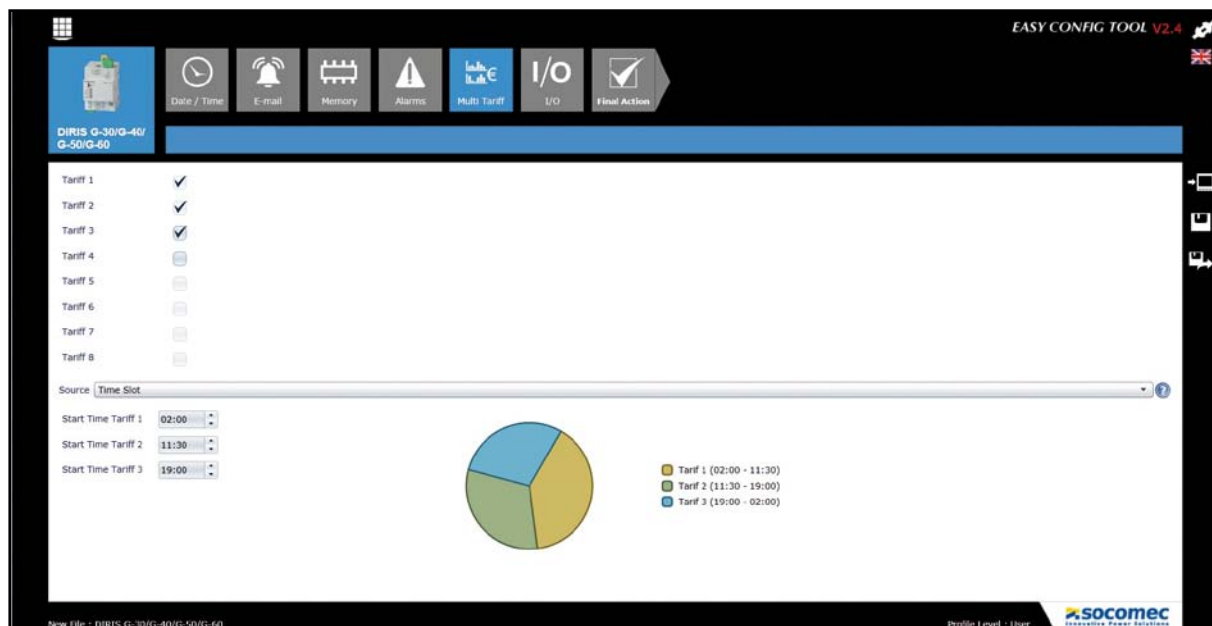 EASY CONFIG TOOL V2.4
DIRIS G-30/G-40/
G-50/G-60
Date / Time
E-mail
Memory
Alarms
Multi Tariff
I/O
I/O
Final Action
Tariff 1
Tariff 2
Tariff 3
Tariff 4
Tariff 5
Tariff 6
Tariff 7
Tariff 8
Source Time Slot
Start Time Tariff 1 02:00
Start Time Tariff 2 11:30
Start Time Tariff 3 19:00
Tarif 1 (02:00 - 11:30)
Tarif 2 (11:30 - 19:00)
Tarif 3 (19:00 - 02:00)
New File : DIRIS G-30/G-40/G-50/G-60
Profile Level : User
socomec
Innovative Power Solutions